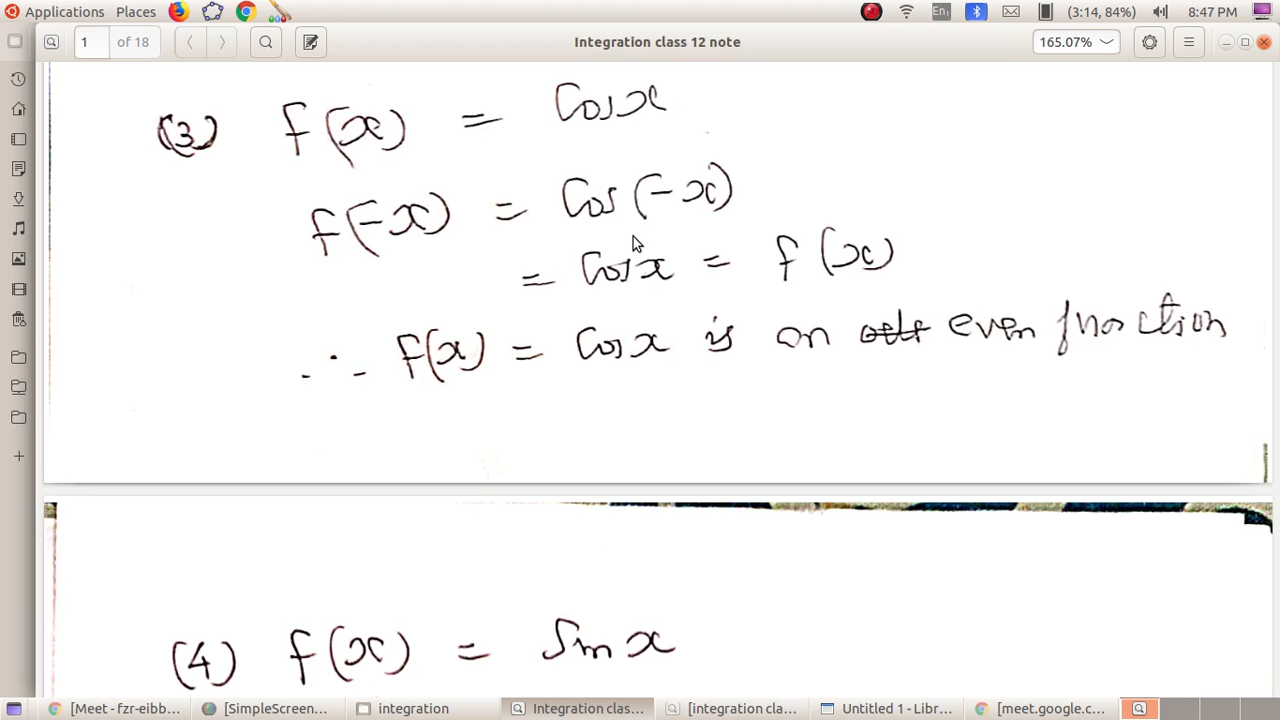 Applications Places En1 (3:14, 84%) 8:47 PM
1 of 18 Integration class 12 note 165.07%
(3) f(x) = Cosx
f(-x) = Cos(-x)
= Cosx = f(x)
∴ f(x) = Cosx is an even function
(4) f(x) = Sinx
[Meet - fzr-eibb... [SimpleScreen... integration Integration clas... [integration cla... Untitled 1 - Libr... [meet.google.c...